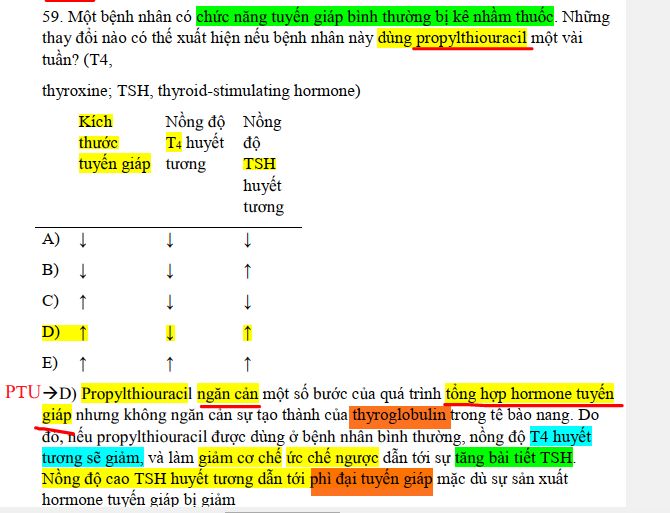 59. Một bệnh nhân có chức năng tuyến giáp bình thường bị kê nhầm thuốc. Những
thay đổi nào có thể xuất hiện nếu bệnh nhân này dùng propylthiouracil một vài
tuần? (T4,
thyroxine; TSH, thyroid-stimulating hormone)
Kích Nồng độ Nồng
thước T4 huyết độ
tuyến giáp tương TSH
huyết
tương
A) ↓ ↓ ↓
B) ↓ ↓ ↑
C) ↑ ↓ ↓
D) ↑ ↓ ↑
E) ↑ ↑ ↑
PTU→D) Propylthiouracil ngăn cản một số bước của quá trình tổng hợp hormone tuyến
giáp nhưng không ngăn cản sự tạo thành của thyroglobulin trong tế bào nang. Do
đó, nếu propylthiouracil được dùng ở bệnh nhân bình thường, nồng độ T4 huyết
tương sẽ giảm, và làm giảm cơ chế ức chế ngược dẫn tới sự tăng bài tiết TSH.
Nồng độ cao TSH huyết tương dẫn tới phì đại tuyến giáp mặc dù sự sản xuất
hormone tuyến giáp bị giảm